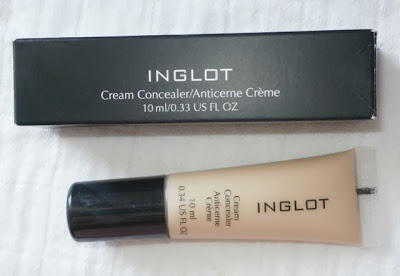 INGLOT
Cream Concealer/Anticerne Crème
10 ml/0.33 US FL OZ
INGLOT
Cream
Concealer
Anticerne
Crème
10 ml
0.34 US FL OZ